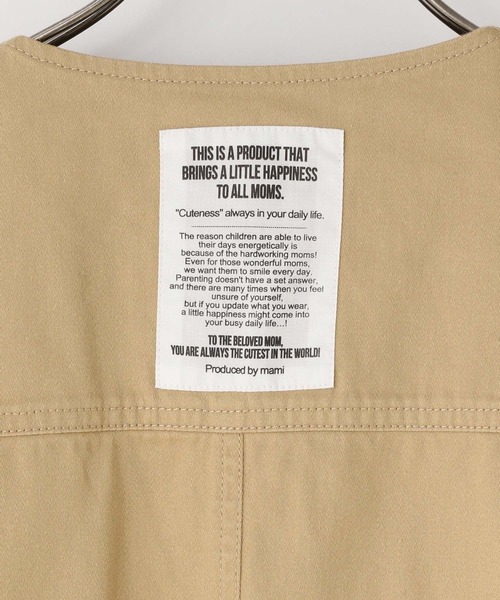 THIS IS A PRODUCT THAT
BRINGS A LITTLE HAPPINESS
TO ALL MOMS.
"Cuteness" always in your daily life.
The reason children are able to live
their days energetically is
because of the hardworking moms!
Even for those wonderful moms,
we want them to smile every day.
Parenting doesn't have a set answer,
and there are many times when you feel
unsure of yourself,
but if you update what you wear,
a little happiness might come into
your busy daily life...!
TO THE BELOVED MOM,
YOU ARE ALWAYS THE CUTEST IN THE WORLD!
Produced by mami